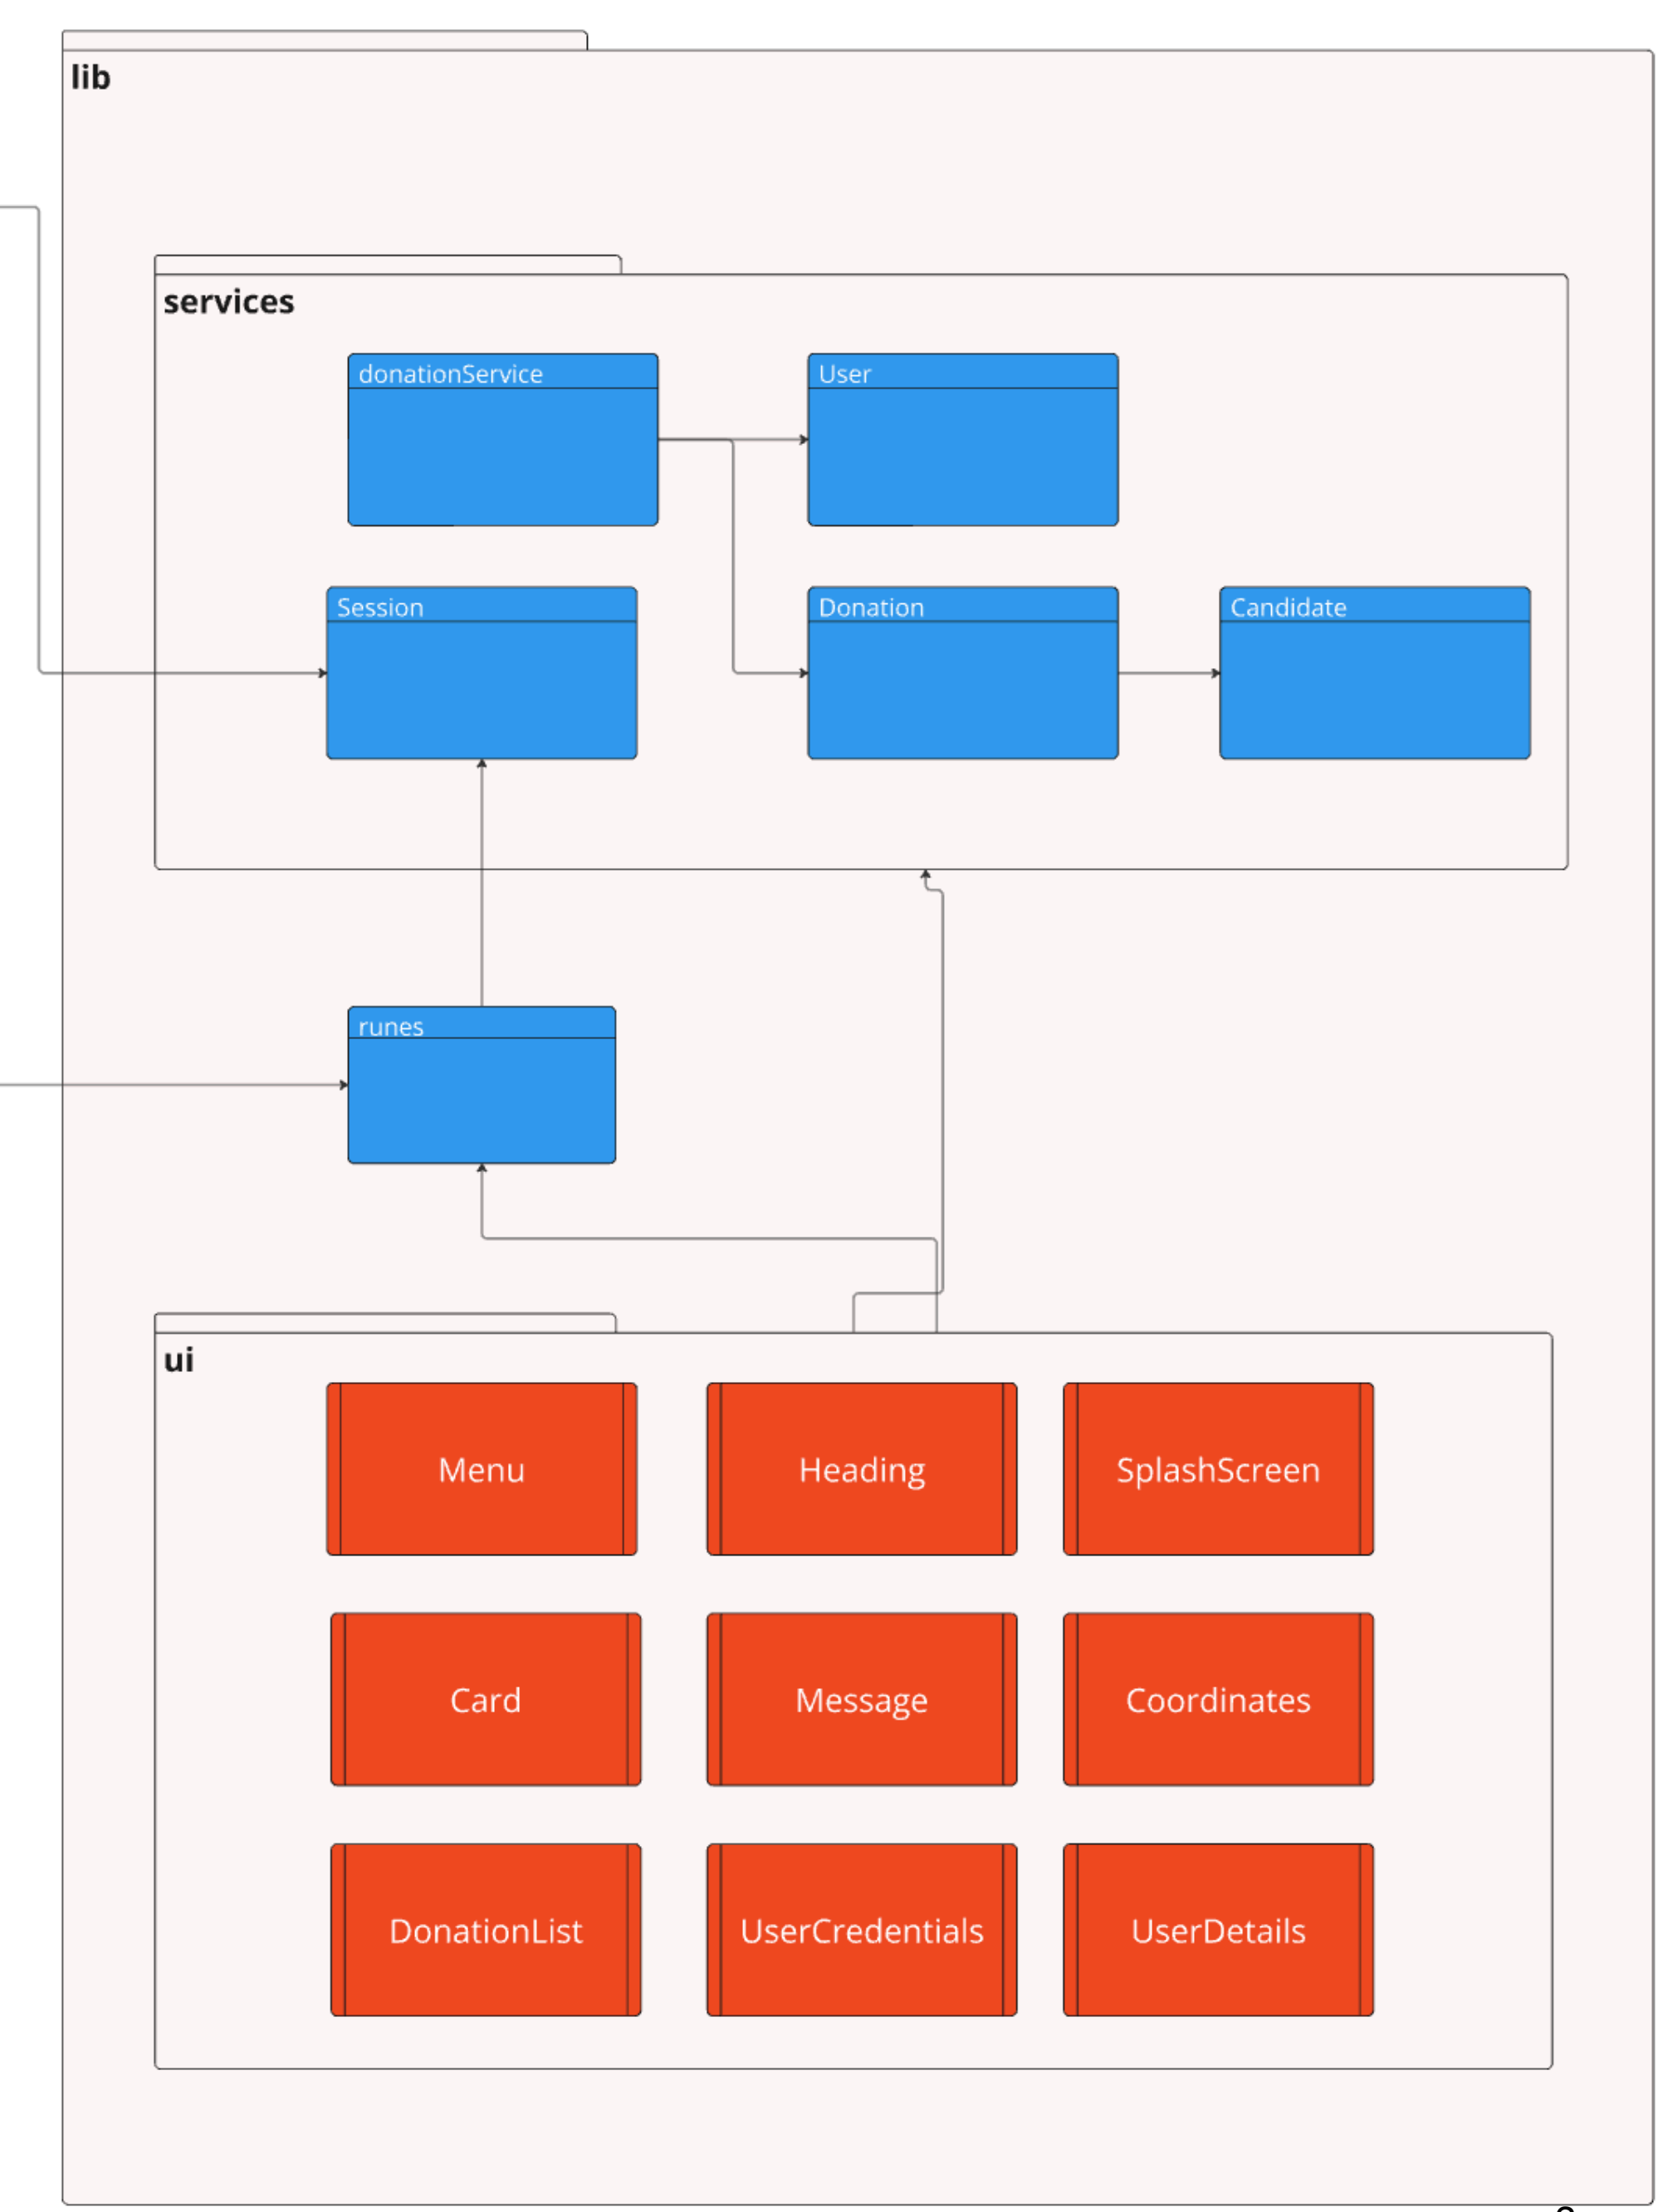 lib
services
donationService
User
Session
Donation
Candidate
runes
ui
Menu
Heading
SplashScreen
Card
Message
Coordinates
DonationList
UserCredentials
UserDetails